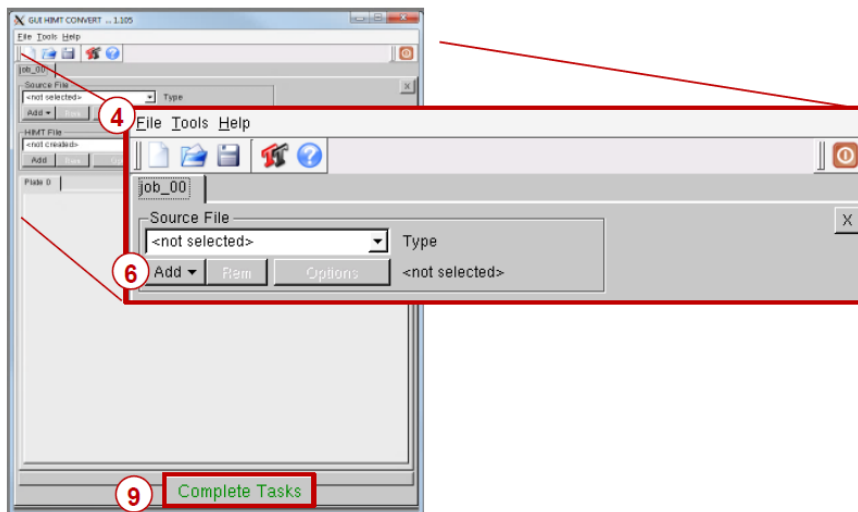 GUI HIMT CONVERT ... 1.105
File Tools Help
job_00
Source File
<not selected>
Type
Add
HIMT File
<not created>
Add Rem
Plate 0
X
4
File Tools Help
job_00
Source File
<not selected>
Type
X
6
Add Rem Options
<not selected>
9
Complete Tasks